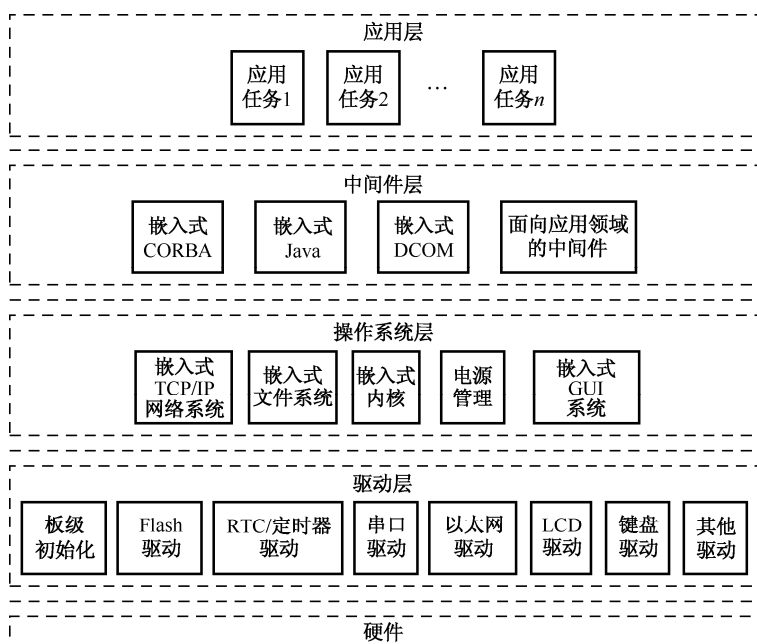 应用层
应用 应用 应用
任务1 任务2 … 任务n
中间件层
嵌入式 嵌入式 嵌入式 面向应用领域
CORBA Java DCOM 的中间件
操作系统层
嵌入式 嵌入式 嵌入式 电源 嵌入式
TCP/IP 文件系统 内核 管理 GUI
网络系统 系统
驱动层
板级 Flash RTC/定时器 串口 以太网 LCD 键盘 其他
初始化 驱动 驱动 驱动 驱动 驱动 驱动 驱动
硬件